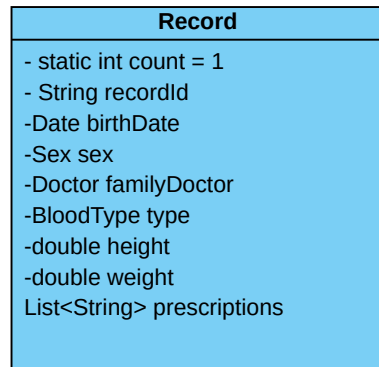 Record
- static int count = 1
- String recordId
-Date birthDate
-Sex sex
-Doctor familyDoctor
-BloodType type
-double height
-double weight
List<String> prescriptions